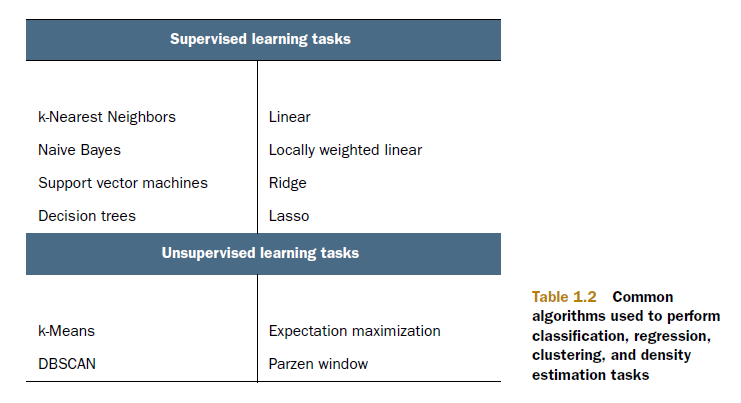 Supervised learning tasks
k-Nearest Neighbors Linear
Naive Bayes Locally weighted linear
Support vector machines Ridge
Decision trees Lasso
Unsupervised learning tasks
k-Means Expectation maximization
DBSCAN Parzen window
Table 1.2 Common
algorithms used to perform
classification, regression,
clustering, and density
estimation tasks